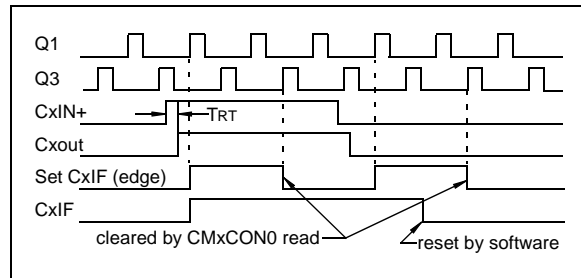 Q1
Q3
CxIN+
TRT
Cxout
Set CxIF (edge)
CxIF
cleared by CMxCON0 read
reset by software